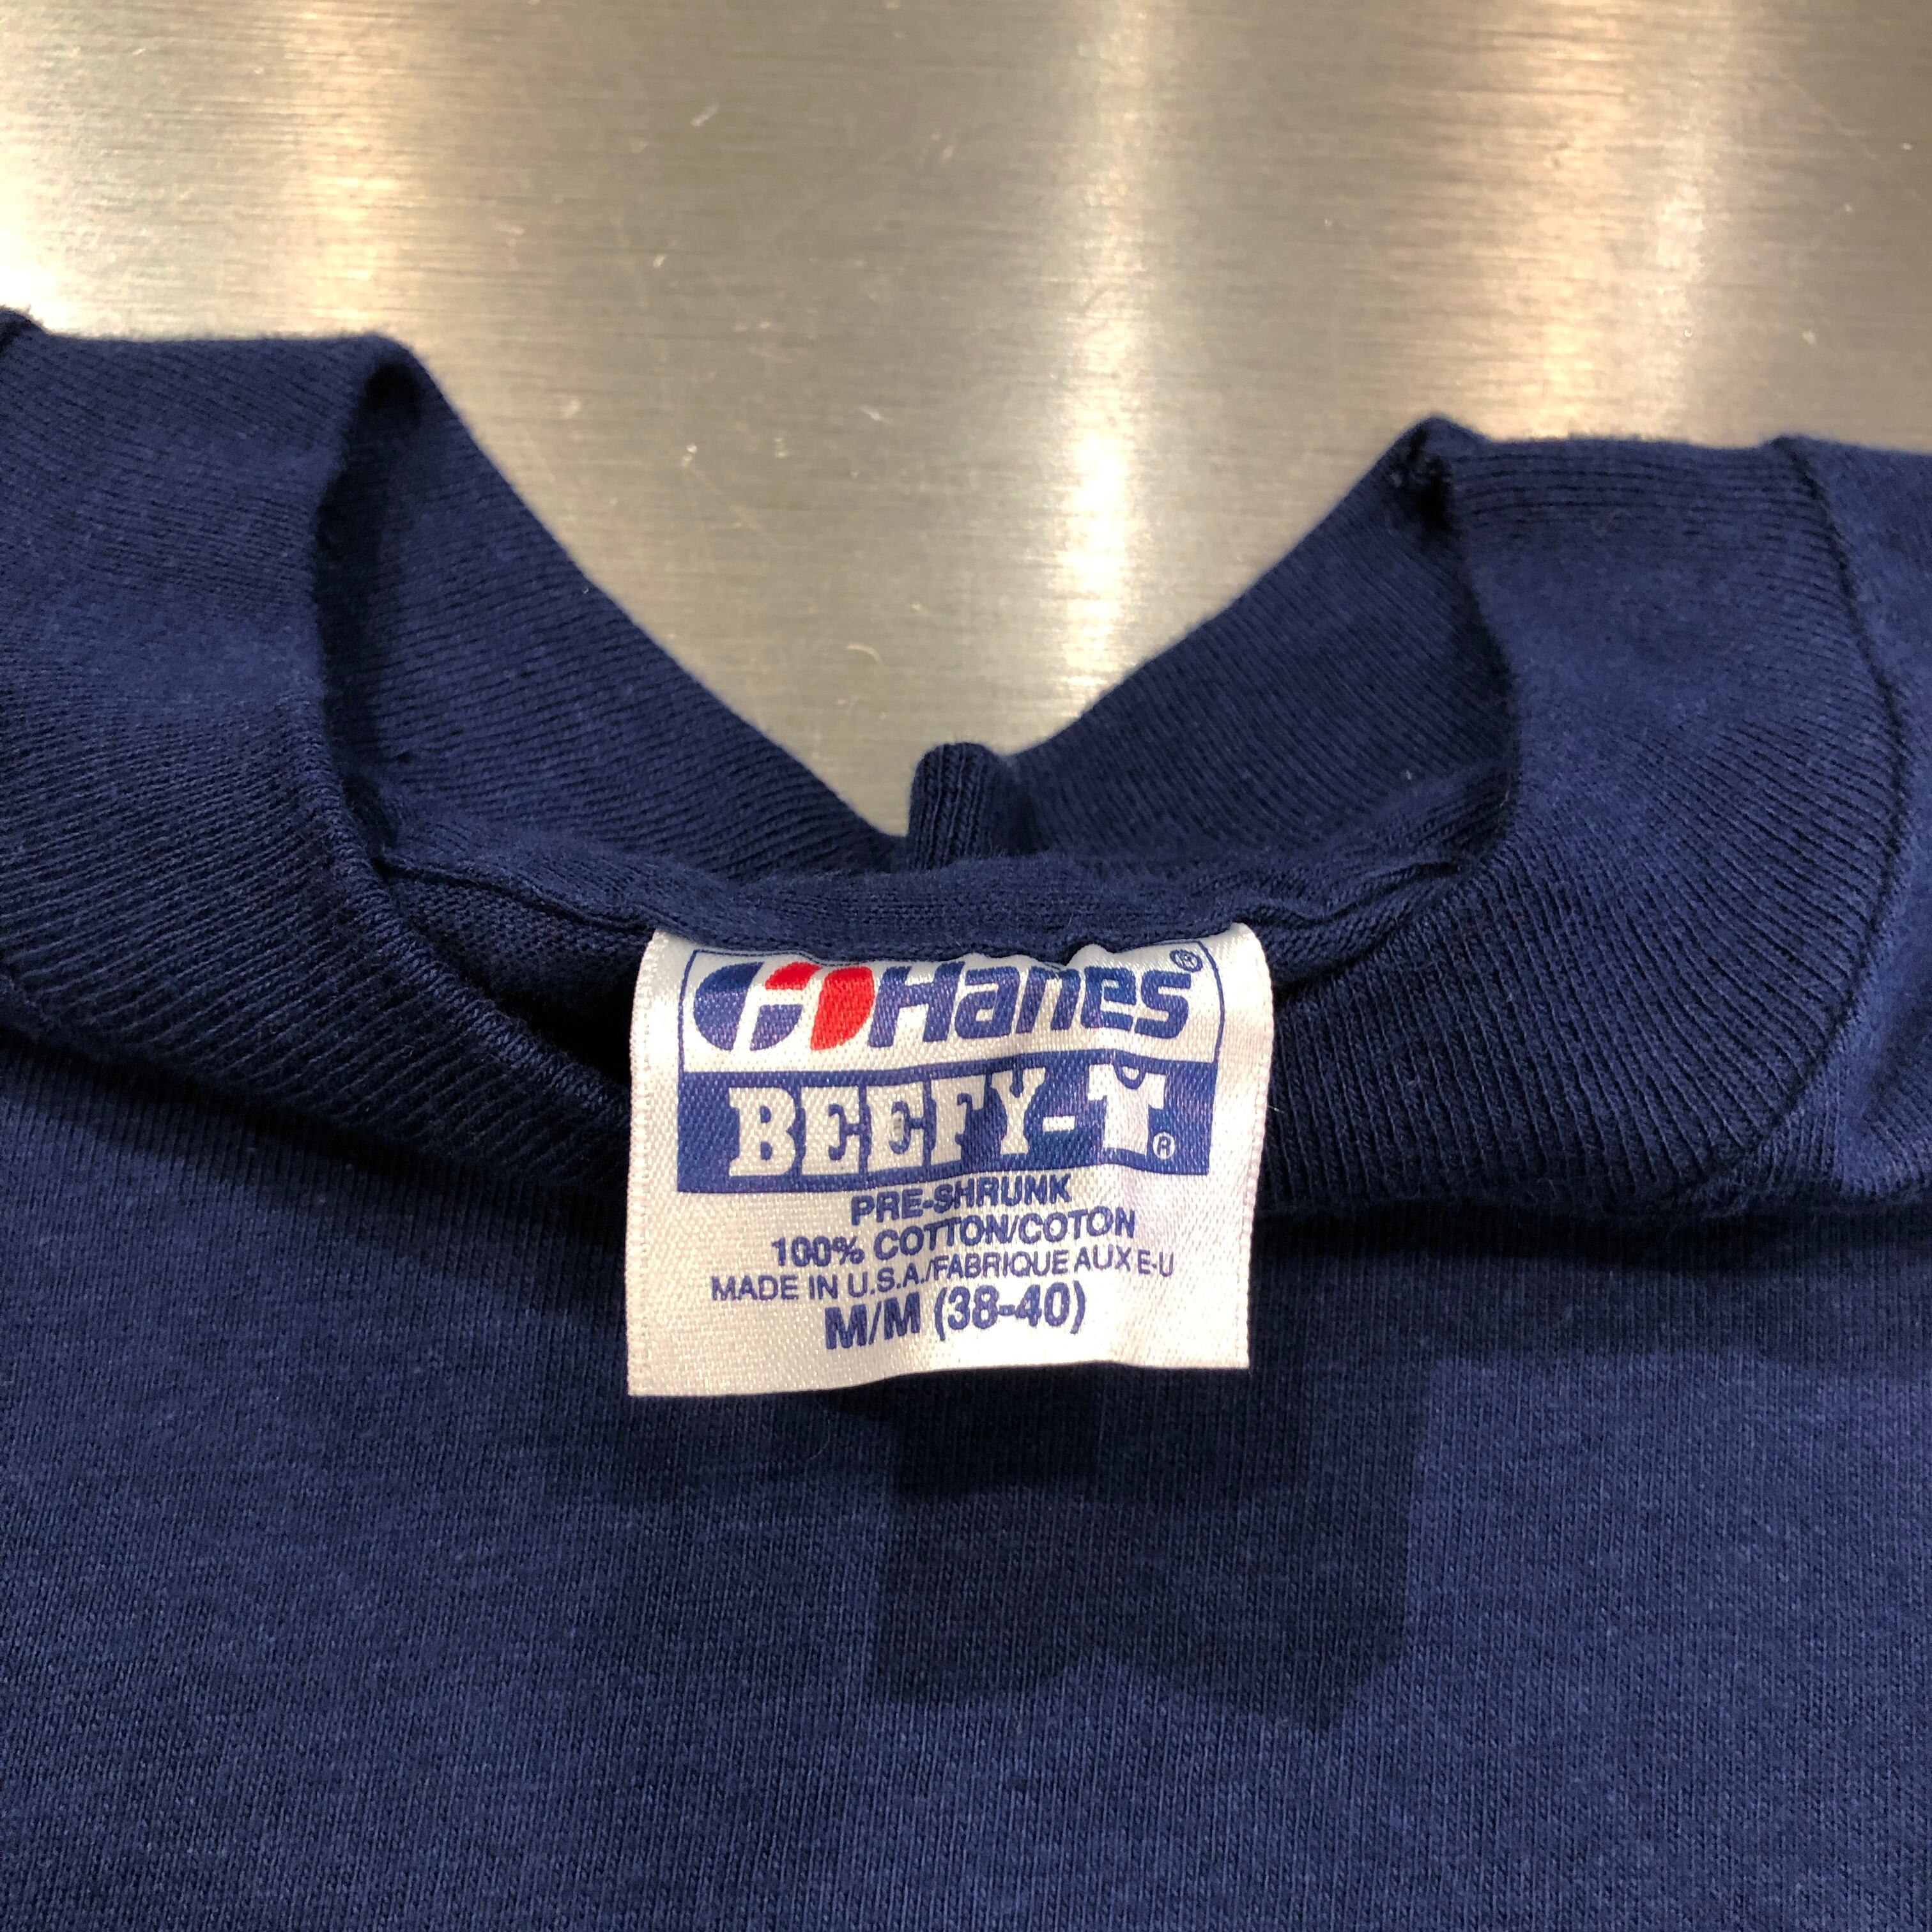 Hanes®
BEEFY-T®
PRE-SHRUNK
100% COTTON/COTON
MADE IN U.S.A./FABRIQUE AUX E-U
M/M (38-40)